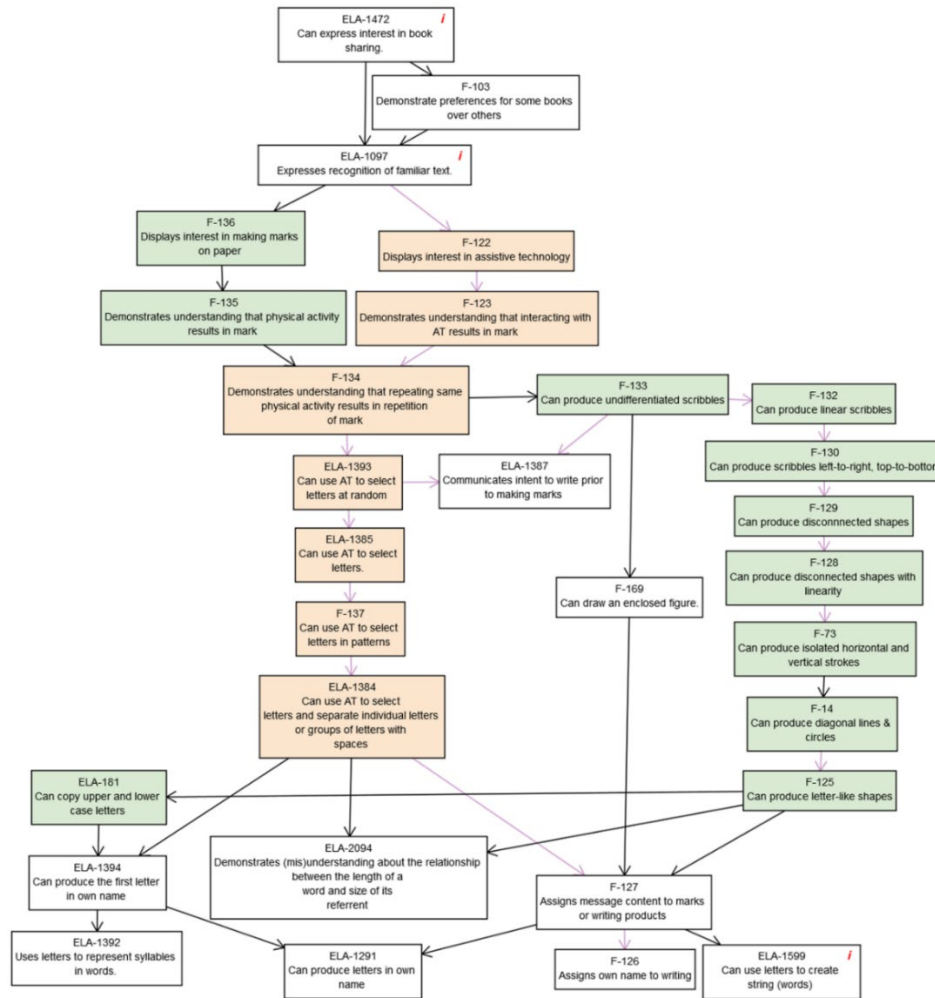 ELA-1472
i
Can express interest in book
sharing.
F-103
Demonstrate preferences for some books
over others
ELA-1097
i
Expresses recognition of familiar text.
F-136
Displays interest in making marks
on paper
F-122
Displays interest in assistive technology
F-135
Demonstrates understanding that physical activity
results in mark
F-123
Demonstrates understanding that interacting with
AT results in mark
F-134
Demonstrates understanding that repeating same
physical activity results in repetition
of mark
F-133
Can produce undifferentiated scribbles
F-132
Can produce linear scribbles
ELA-1393
Can use AT to select
letters at random
ELA-1387
Communicates intent to write prior
to making marks
F-130
Can produce scribbles left-to-right, top-to-bottom
F-129
Can produce disconnnected shapes
ELA-1385
Can use AT to select
letters.
F-128
Can produce disconnected shapes with
linearity
F-169
Can draw an enclosed figure.
F-137
Can use AT to select
letters in patterns
F-73
Can produce isolated horizontal and
vertical strokes
ELA-1384
Can use AT to select
letters and separate individual letters
or groups of letters with
spaces
F-14
Can produce diagonal lines &
circles
ELA-181
Can copy upper and lower
case letters
F-125
Can produce letter-like shapes
ELA-2094
Demonstrates (mis)understanding about the relationship
between the length of a
word and size of its
referrent
ELA-1394
Can produce the first letter
in own name
F-127
Assigns message content to marks
or writing products
ELA-1392
Uses letters to represent syllables
in words.
ELA-1291
Can produce letters in own
name
F-126
Assigns own name to writing
ELA-1599
i
Can use letters to create
string (words)